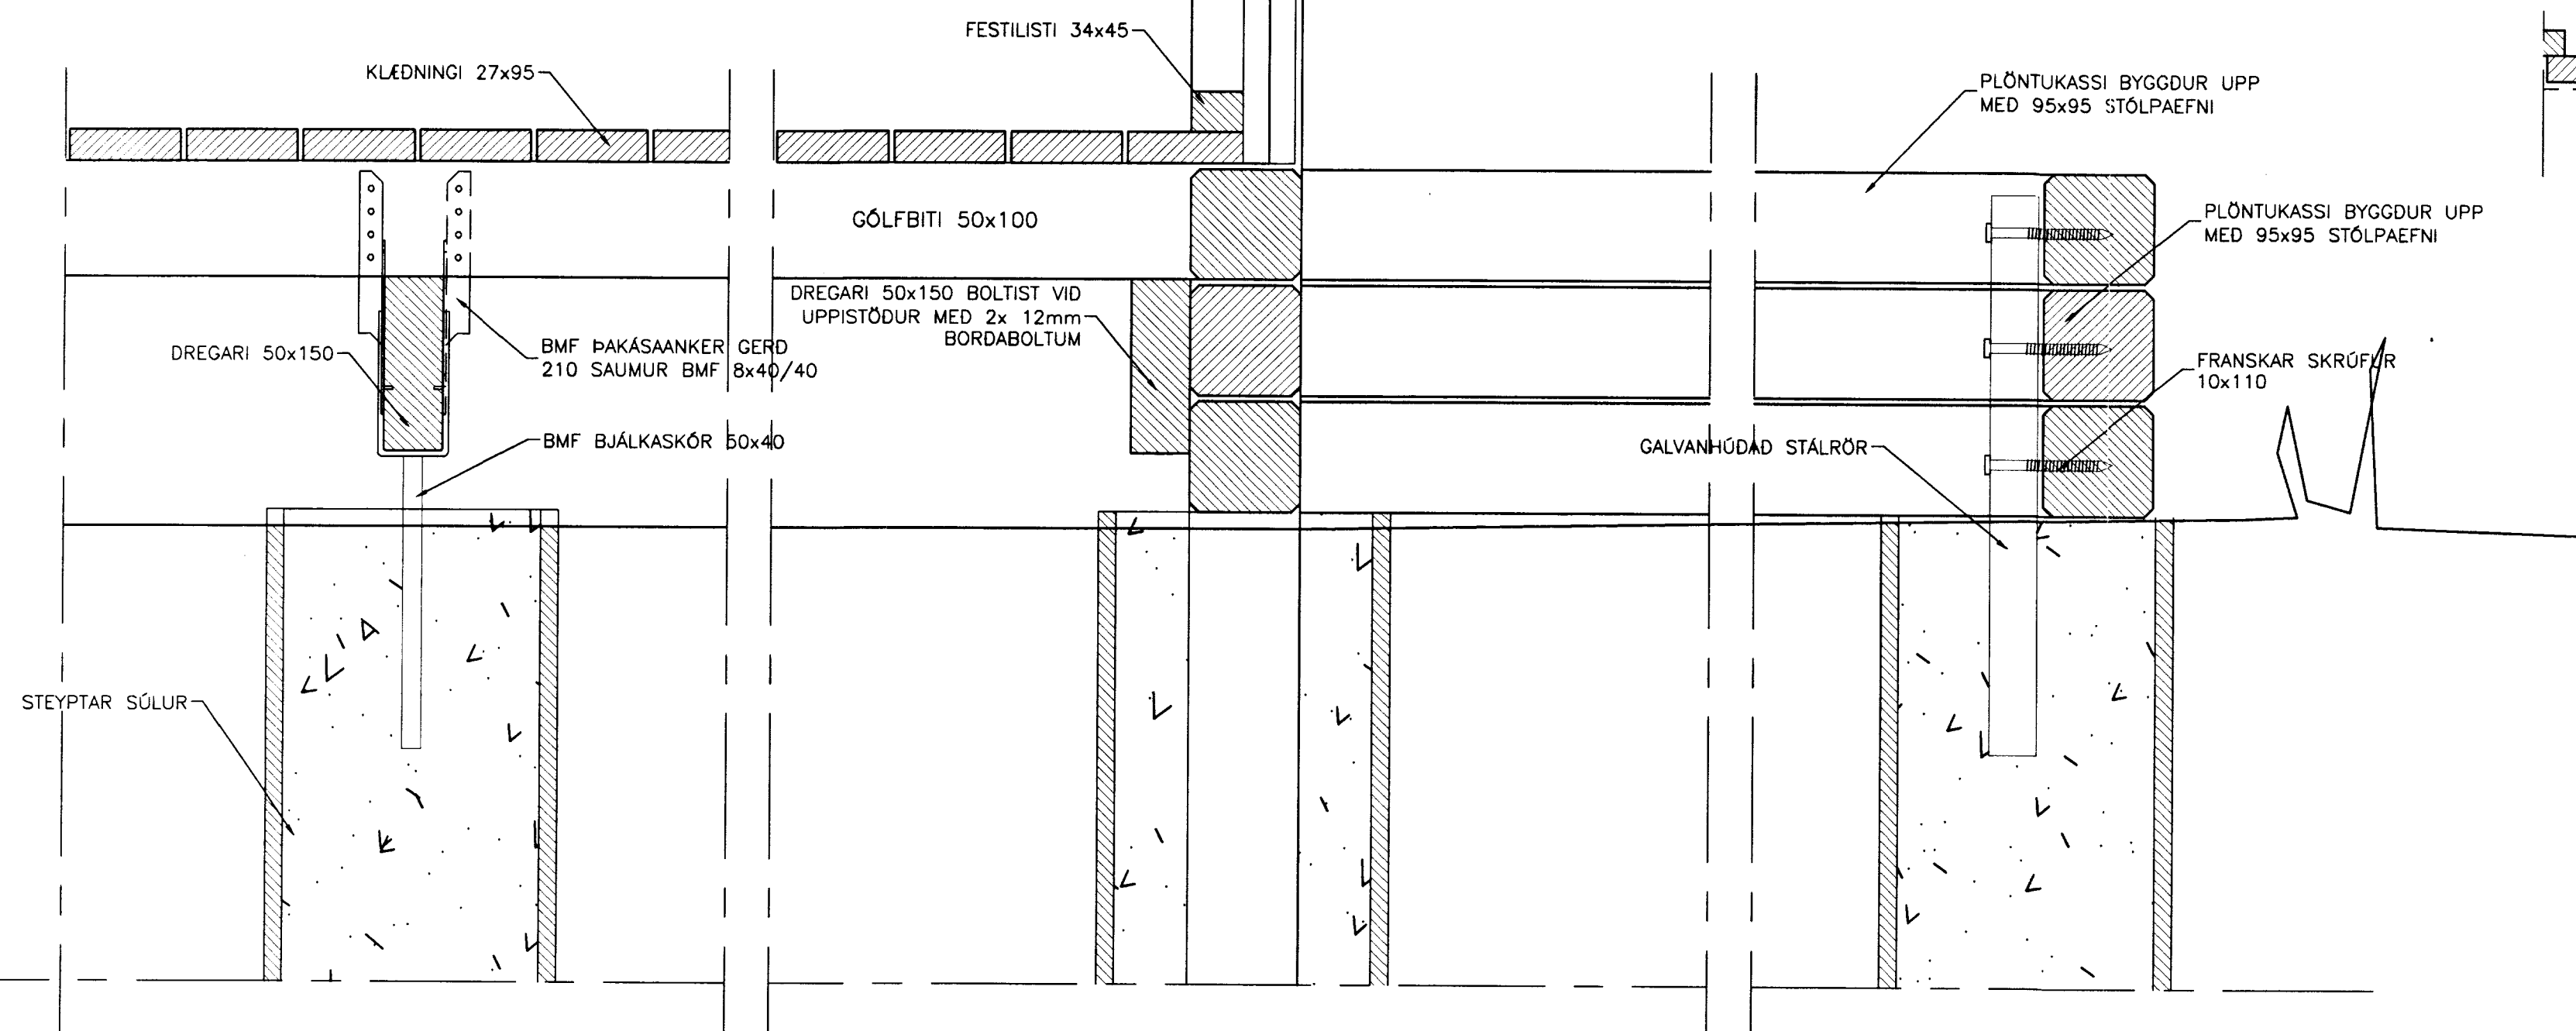 FESTILISTI 34x45
KLÆDNINGI 27x95
PLÖNTUKASSI BYGGÐUR UPP
MED 95x95 STÓLPAEFNI
GÓLFBITI 50x100
PLÖNTUKASSI BYGGÐUR UPP
MED 95x95 STÓLPAEFNI
DREGARI 50x150 BOLTIST VID
UPPISTÖDUR MED 2x 12mm
BORDABOLTUM
DREGARI 50x150
BMF ÞAKÁSAANKER GERD
210 SAUMUR BMF 8x40/40
FRANSKAR SKRÚFUR
10x110
BMF BJÁLKASKÓR 50x40
GALVANHÚDAD STÁLRÖR
STEYPTAR SÚLUR